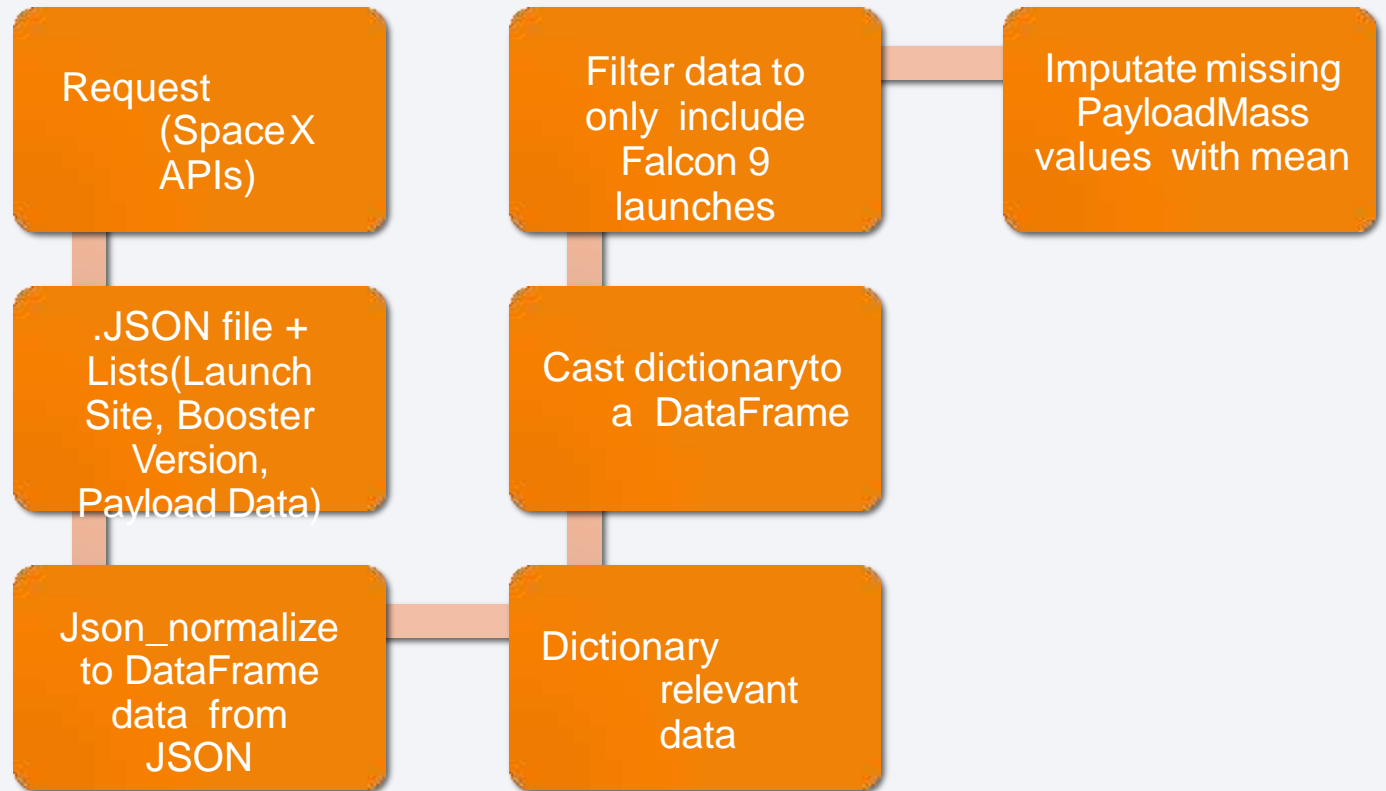 Request
(SpaceX
APIs)
.JSON file +
Lists(Launch
Site, Booster
Version,
Payload Data)
Json_normalize
to DataFrame
data from
JSON
Dictionary
relevant
data
Cast dictionaryto
a DataFrame
Filter data to
only include
Falcon 9
launches
Imputate missing
PayloadMass
values with mean